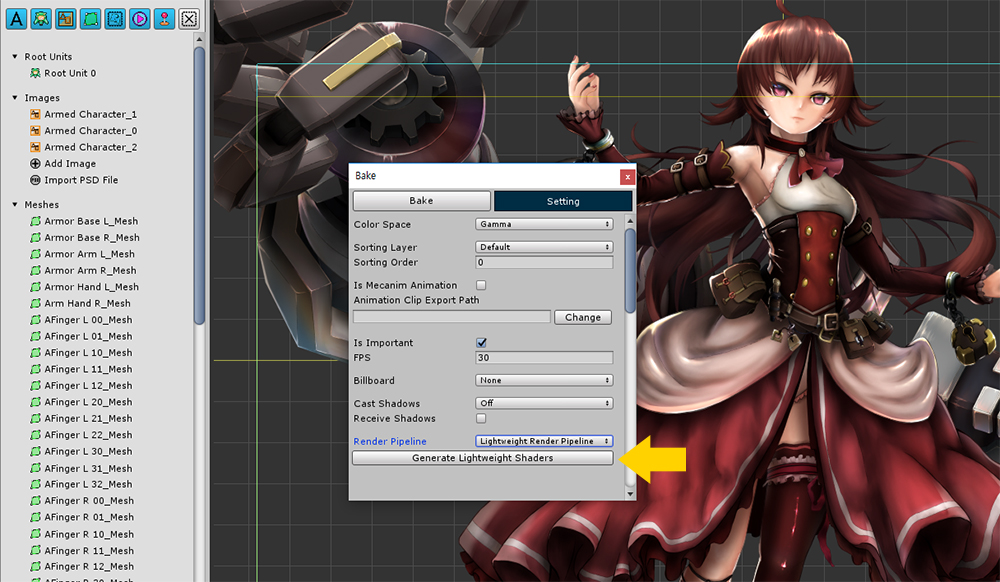 A
Root Units
Root Unit 0
Images
Armed Character_1
Armed Character_0
Armed Character_2
Add Image
Import PSD File
Meshes
Armor Base L_Mesh
Armor Base R_Mesh
Armor Arm L_Mesh
Armor Arm R_Mesh
Armor Hand L_Mesh
Arm Hand R_Mesh
AFinger L 00_Mesh
AFinger L 01_Mesh
AFinger L 10_Mesh
AFinger L 11_Mesh
AFinger L 12_Mesh
AFinger L 20_Mesh
AFinger L 21_Mesh
AFinger L 22_Mesh
AFinger L 30_Mesh
AFinger L 31_Mesh
AFinger L 32_Mesh
AFinger R 00_Mesh
AFinger R 01_Mesh
AFinger R 10_Mesh
AFinger R 11_Mesh
AFinger R 12_Mesh
AFinger R 20_Mesh
Bake
x
Bake Setting
Color Space Gamma
Sorting Layer Default
Sorting Order 0
Is Mecanim Animation
Animation Clip Export Path
Change
Is Important
FPS 30
Billboard None
Cast Shadows Off
Receive Shadows
Render Pipeline Lightweight Render Pipeline
Generate Lightweight Shaders